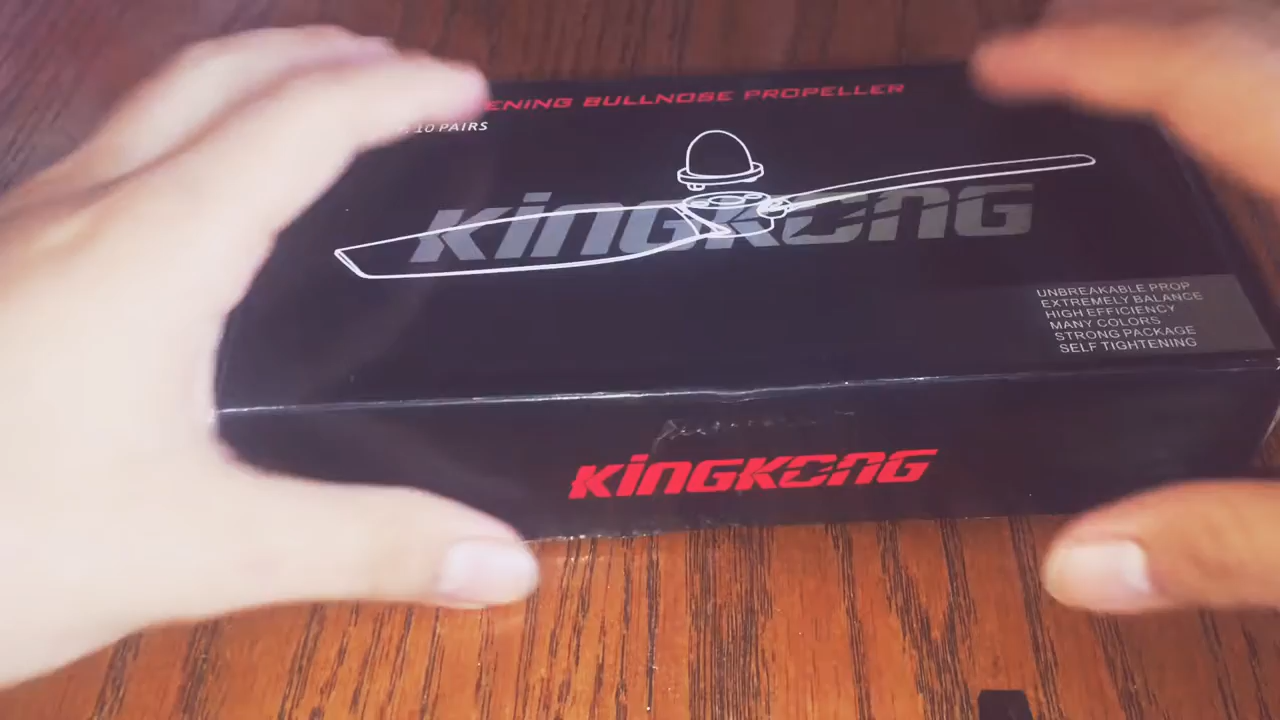 ENING BULLNOSE PROPELLER
10 PAIRS
KINGKONG
UNBREAKABLE PROP
EXTREMELY BALANCE
HIGH EFFICIENCY
MANY COLORS
STRONG PACKAGE
SELF TIGHTENING
KINGKONG